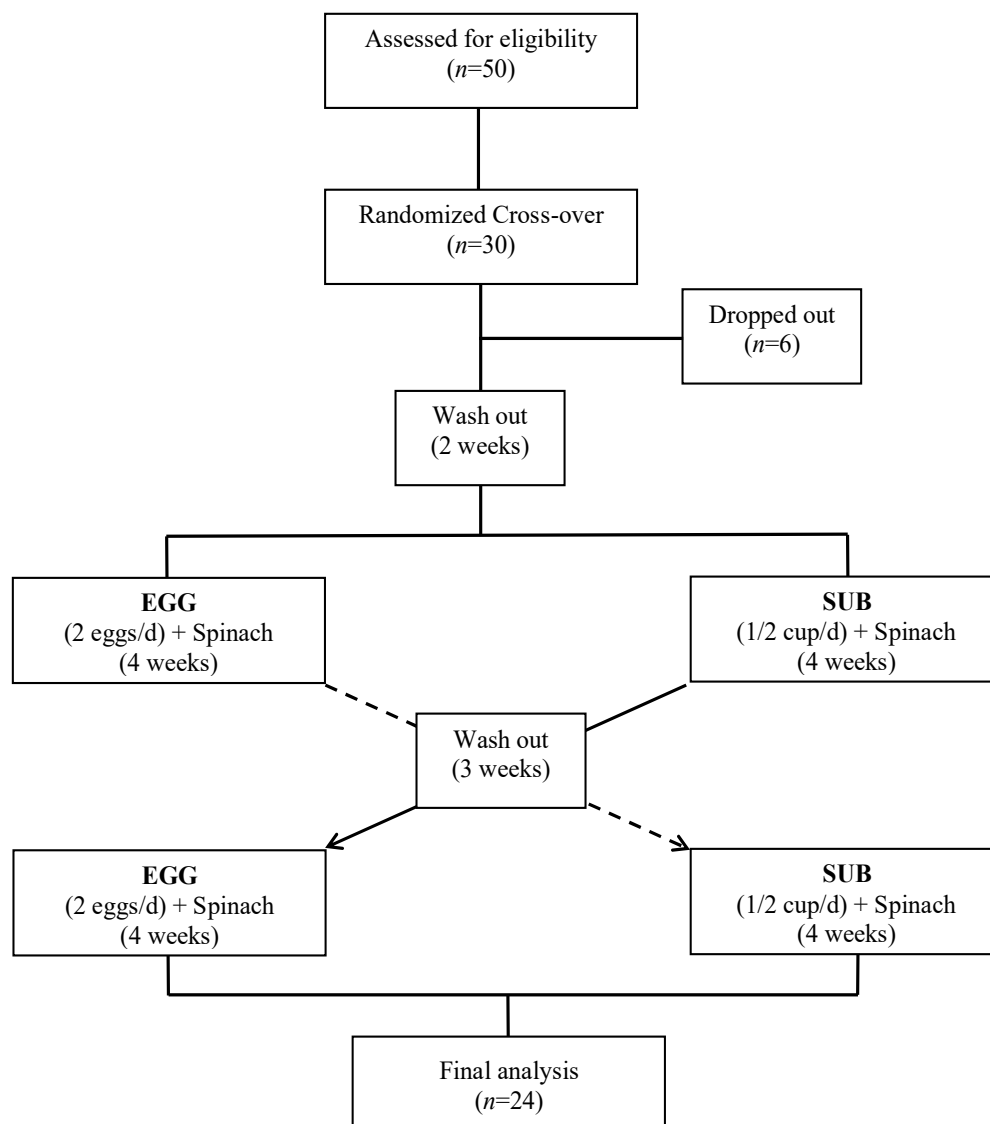 Assessed for eligibility
(n=50)
Randomized Cross-over
(n=30)
Dropped out
(n=6)
Wash out
(2 weeks)
EGG
(2 eggs/d) + Spinach
(4 weeks)
SUB
(1/2 cup/d) + Spinach
(4 weeks)
Wash out
(3 weeks)
EGG
(2 eggs/d) + Spinach
(4 weeks)
SUB
(1/2 cup/d) + Spinach
(4 weeks)
Final analysis
(n=24)